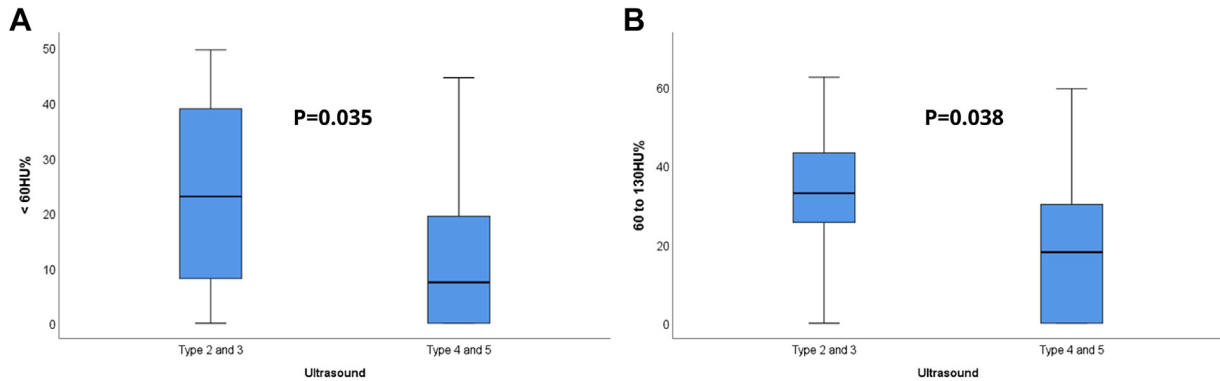 A
50
40
30
20
10
0
< 60HU%
P=0.035
Type 2 and 3
Type 4 and 5
Ultrasound
B
60
40
20
0
60 to 130HU%
P=0.038
Type 2 and 3
Type 4 and 5
Ultrasound